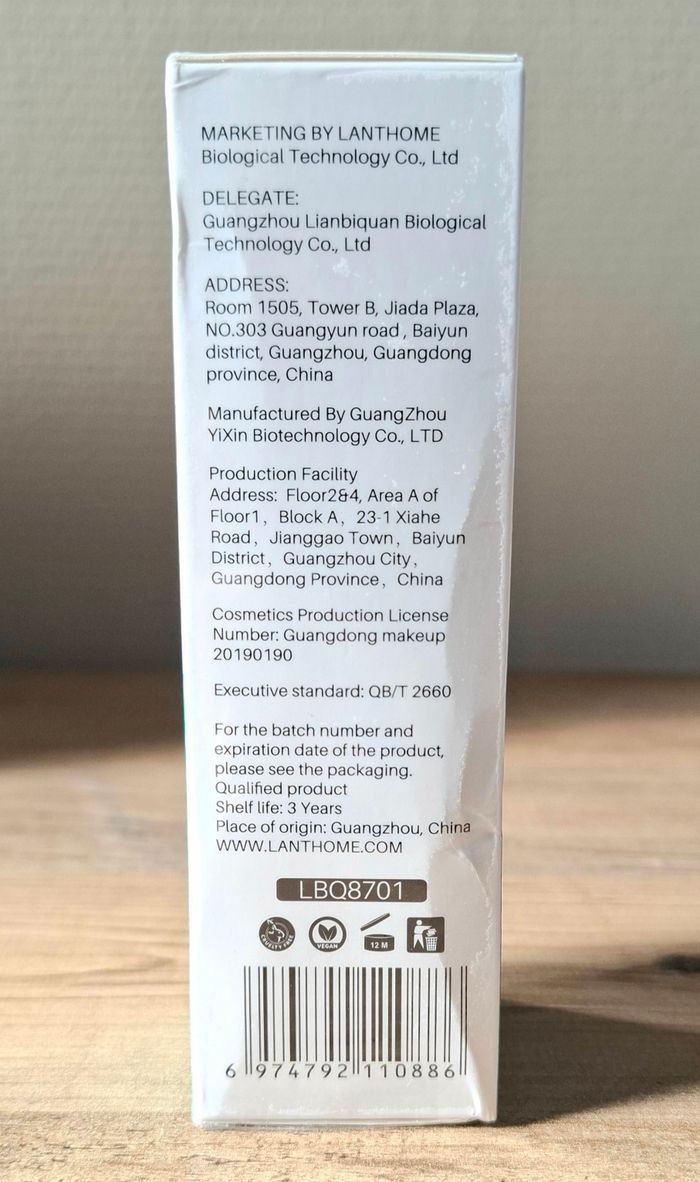 MARKETING BY LANTHOME
Biological Technology Co., Ltd
DELEGATE:
Guangzhou Lianbiquan Biological
Technology Co., Ltd
ADDRESS:
Room 1505, Tower B, Jiada Plaza,
NO.303 Guangyun road , Baiyun
district, Guangzhou, Guangdong
province, China
Manufactured By GuangZhou
YiXin Biotechnology Co., LTD
Production Facility
Address: Floor2&4, Area A of
Floor1, Block A, 23-1 Xiahe
Road, Jianggao Town, Baiyun
District, Guangzhou City,
Guangdong Province, China
Cosmetics Production License
Number: Guangdong makeup
20190190
Executive standard: QB/T 2660
For the batch number and
expiration date of the product,
please see the packaging.
Qualified product
Shelf life: 3 Years
Place of origin: Guangzhou, China
WWW.LANTHOME.COM
LBQ8701
CRUELTY FREE VEGAN 12 M
6 974792 110886